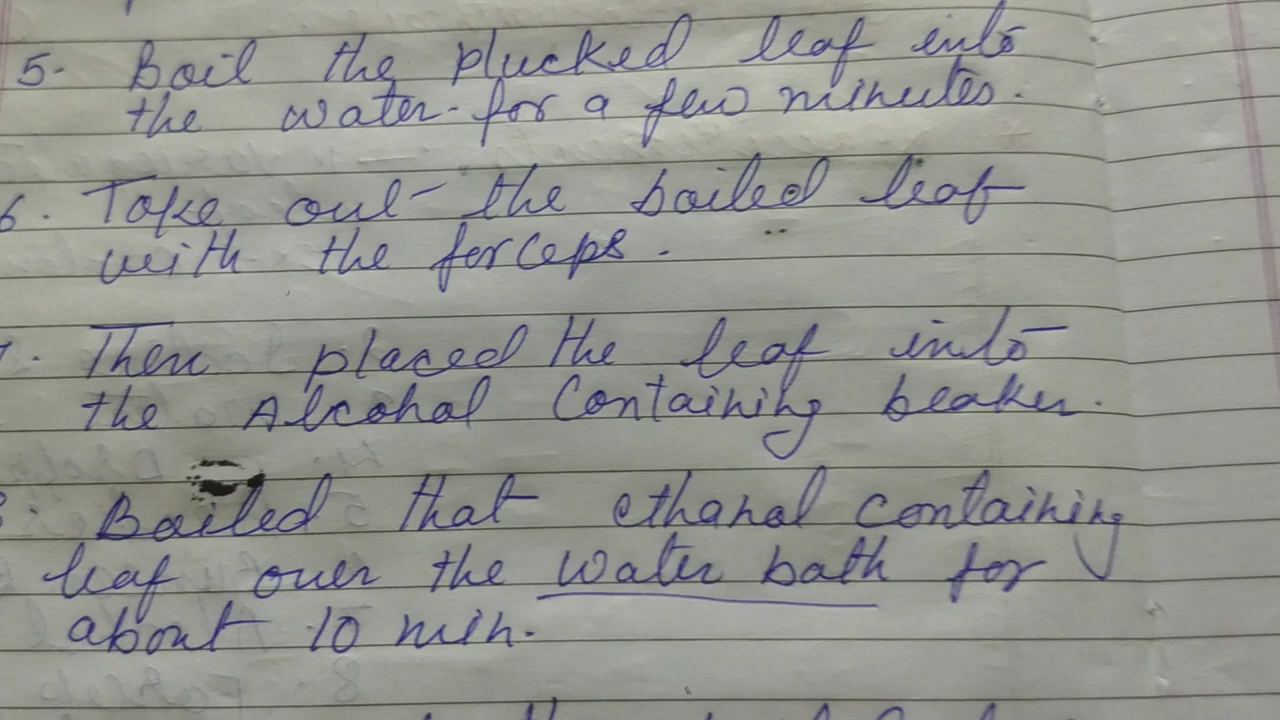 5. Boil the plucked leaf into
the water for a few minutes.
6. Take out the boiled leaf
with the forceps.
7. Then placed the leaf into
the Alcohal Containing beaker.
Boiled that ethanol containing
leaf over the water bath for
about 10 min.